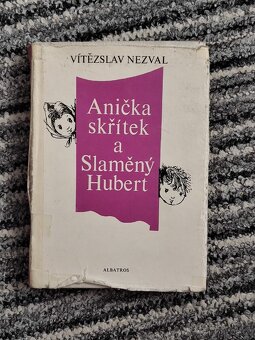 VÍTĚZSLAV NEZVAL
Anička
skřítek
a
Slaměný
Hubert
ALBATROS